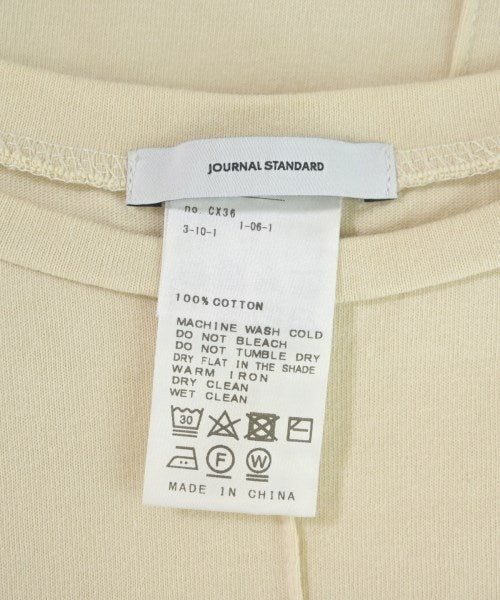 JOURNAL STANDARD
no. CX36
3-10-1 1-06-1
100% COTTON
MACHINE WASH COLD
DO NOT BLEACH
DO NOT TUMBLE DRY
DRY FLAT IN THE SHADE
WARM IRON
DRY CLEAN
WET CLEAN
30
F W
MADE IN CHINA